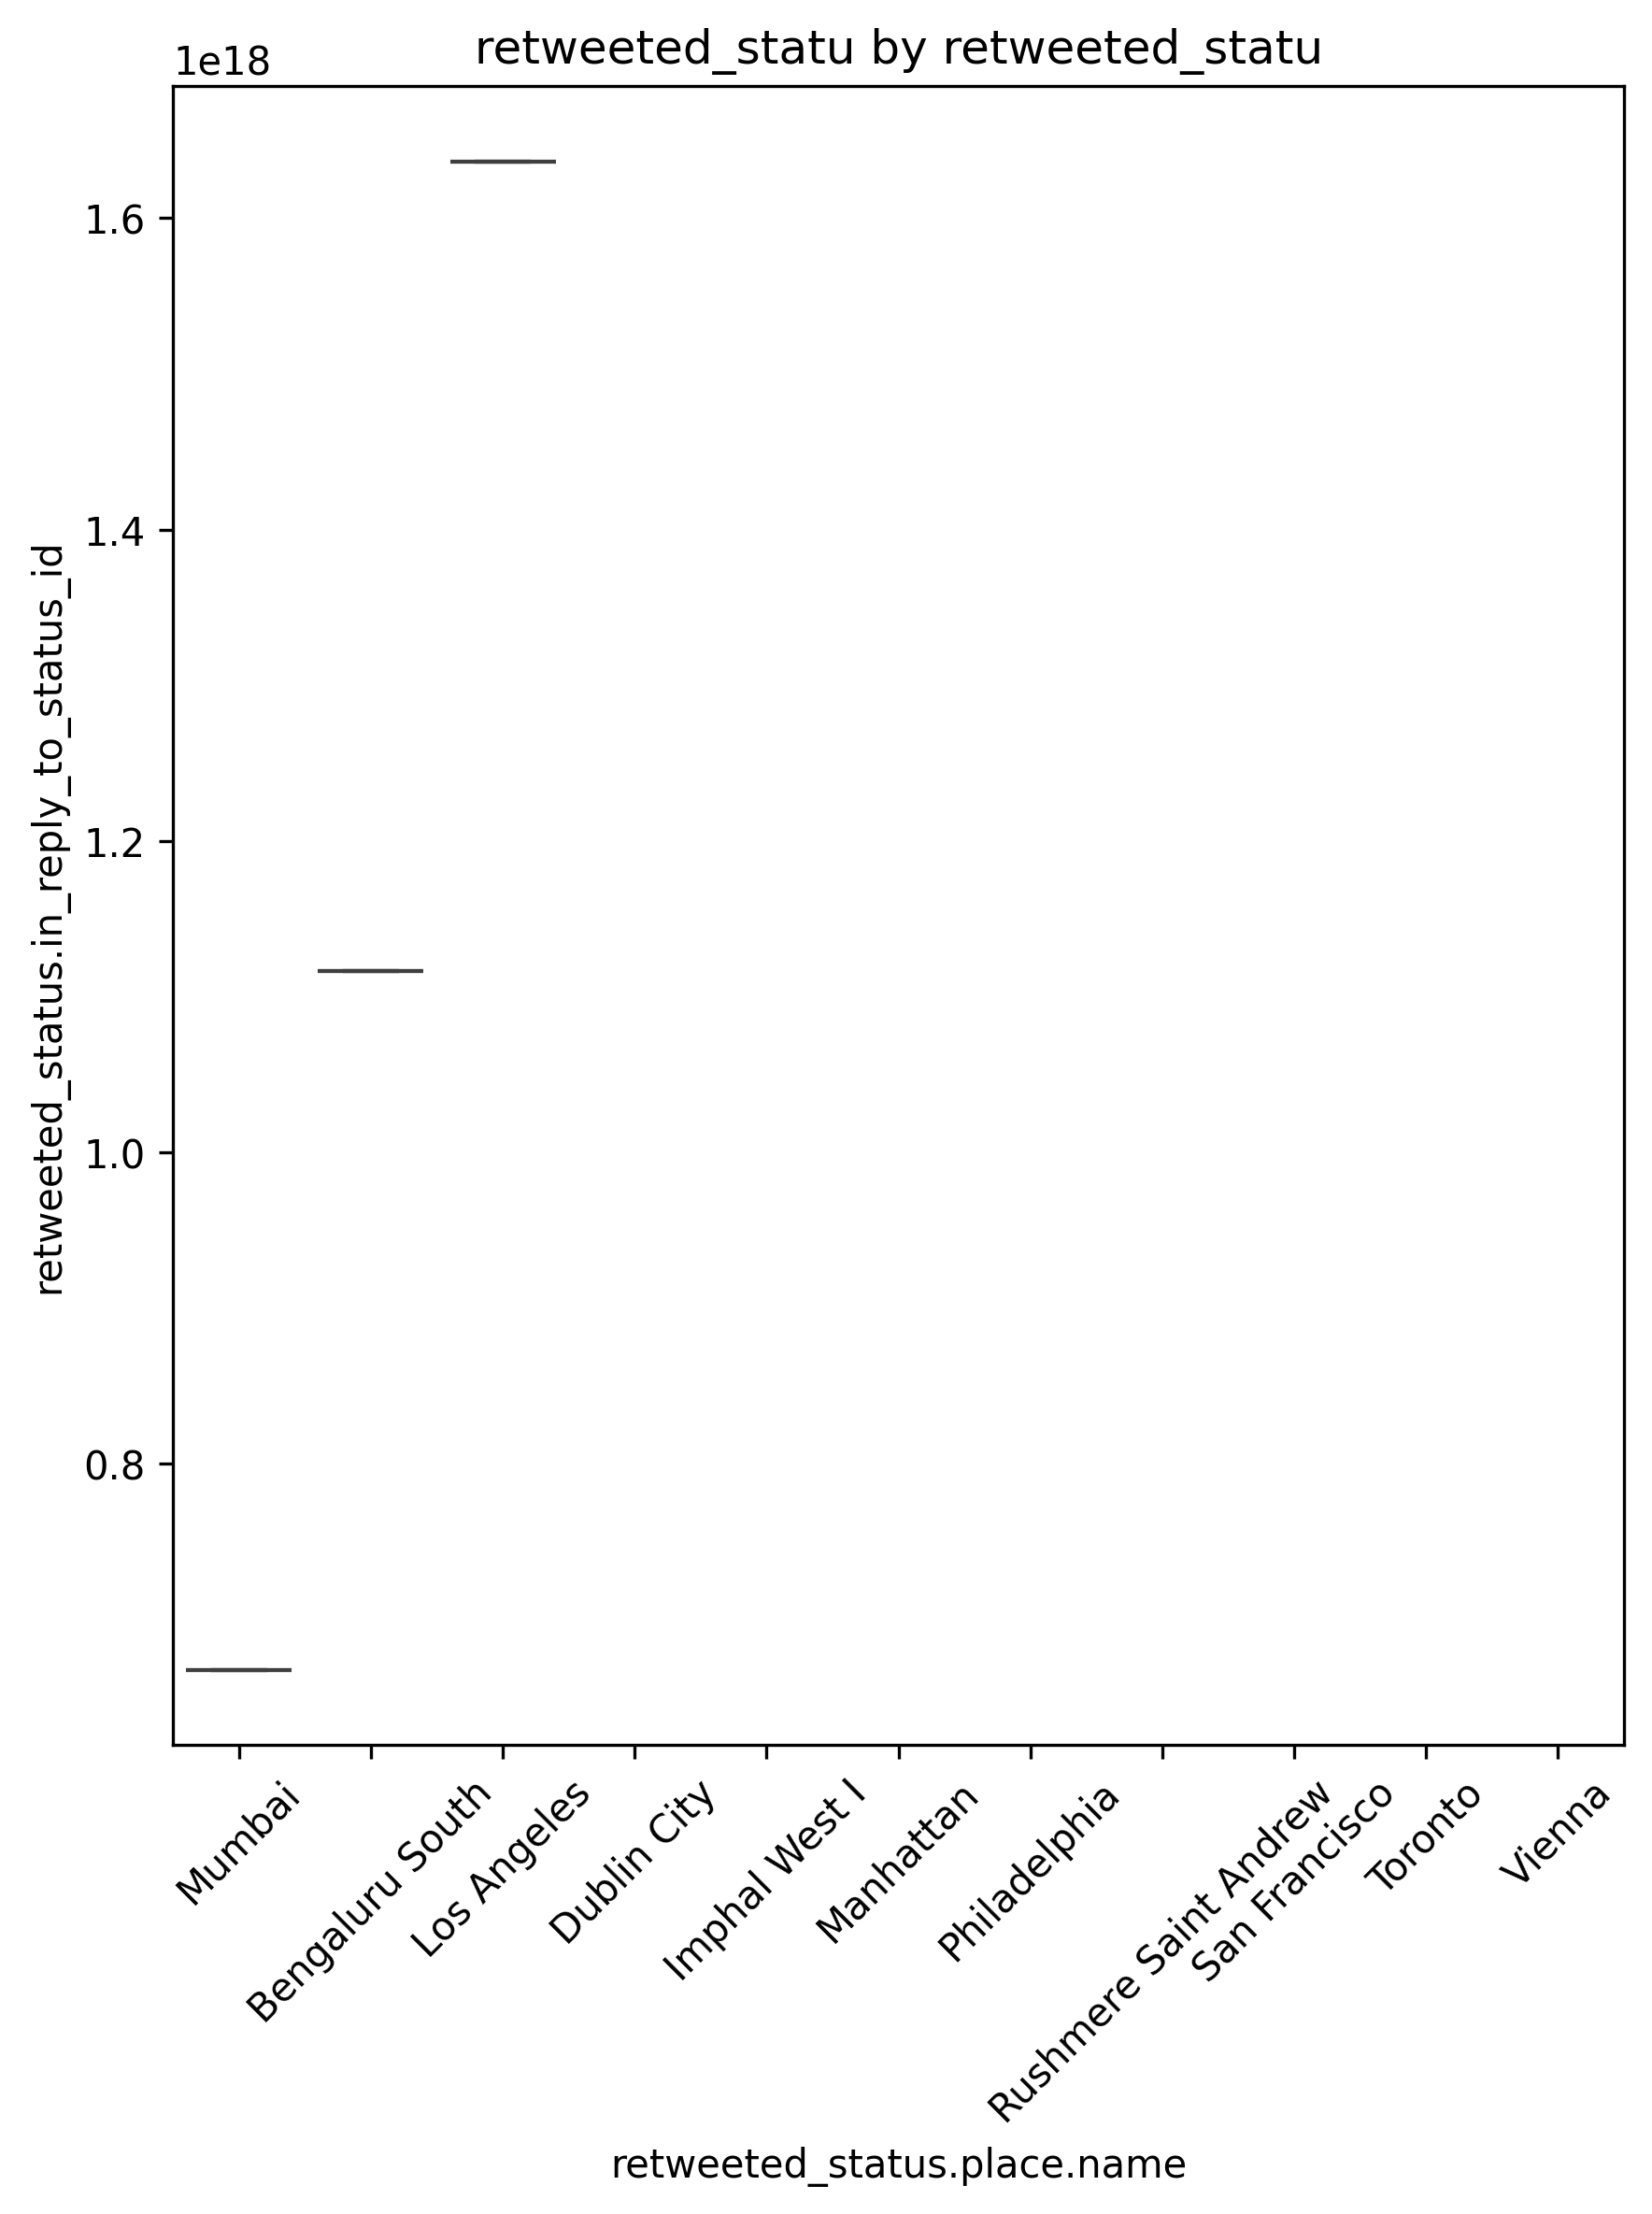 retweeted_statu by retweeted_statu
1e18
1.6
1.4
1.2
1.0
0.8
retweeted_status.in_reply_to_status_id
Mumbai
Bengaluru South
Los Angeles
Dublin City
Imphal West I
Manhattan
Philadelphia
Rushmere Saint Andrew
San Francisco
Toronto
Vienna
retweeted_status.place.name